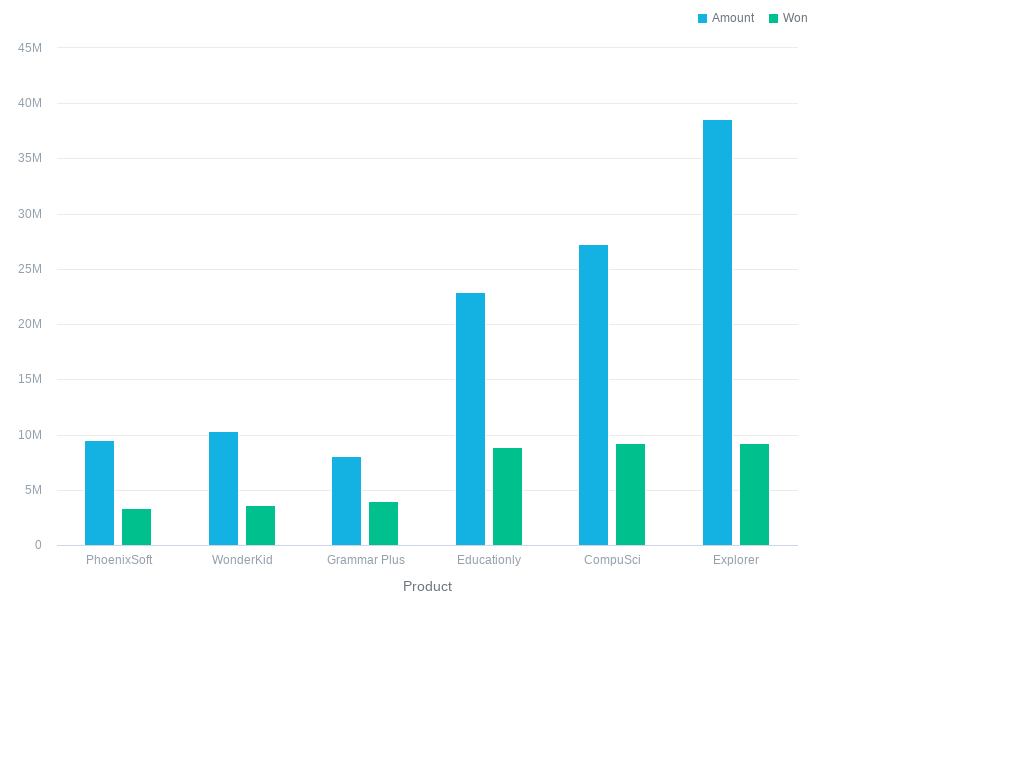 Amount Won
45M
40M
35M
30M
25M
20M
15M
10M
5M
0
PhoenixSoft WonderKid Grammar Plus Educationly CompuSci Explorer
Product